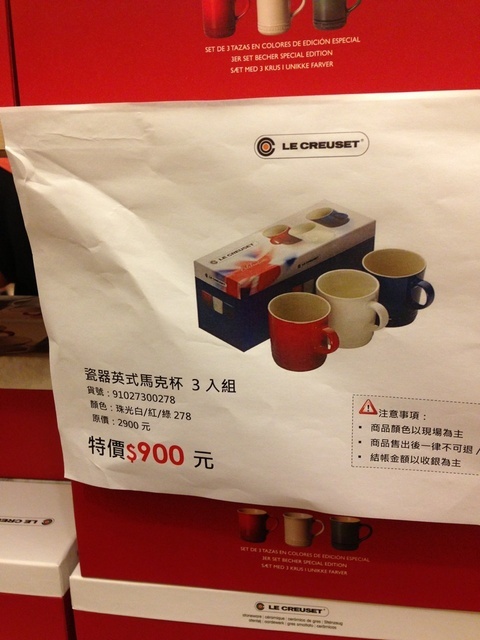 SET DE 3 TAZAS EN COLORES DE EDICIÓN ESPECIAL
3ER SET BECHER SPECIAL EDITION
SÆT MED 3 KRUS I UNIKKE FARVER
LE CREUSET
LE CREUSET
瓷器英式馬克杯 3 入組
貨號：91027300278
顏色：珠光白/紅/綠 278
原價：2900 元
特價$900 元
注意事項：
• 商品顏色以現場為主
• 商品售出後一律不可退 /
• 結帳金額以收銀為主
LE CREUSET
SET DE 3 TAZAS EN COLORES DE EDICIÓN ESPECIAL
3ER SET BECHER SPECIAL EDITION
SÆT MED 3 KRUS I UNIKKE FARVER
LE CREUSET